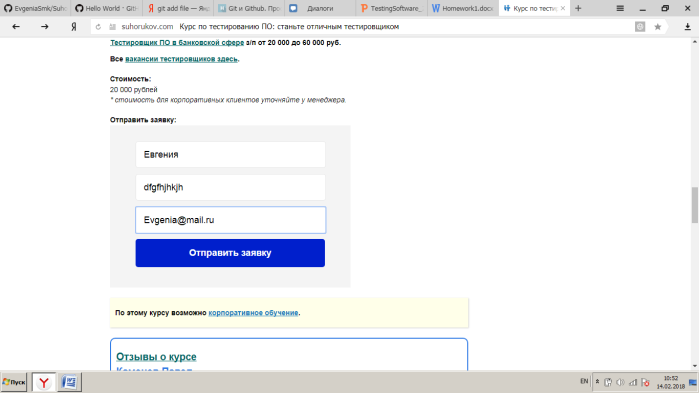 EvgeniaSmk/Suho
Hello World · Gith
git add file — Янд
Git и Github. Про
Диалоги
TestingSoftware_
Homework1.docx
Курс по тести
suhorukov.com Курс по тестированию ПО: станьте отличным тестировщиком
Тестировщик ПО в банковской сфере з/п от 20 000 до 60 000 руб.
Все вакансии тестировщиков здесь.
Стоимость:
20 000 рублей
* стоимость для корпоративных клиентов уточняйте у менеджера.
Отправить заявку:
Евгения
dfgfhjhkjh
Evgenia@mail.ru
Отправить заявку
По этому курсу возможно корпоративное обучение.
Отзывы о курсе
Пуск
EN
10:52
14.02.2018